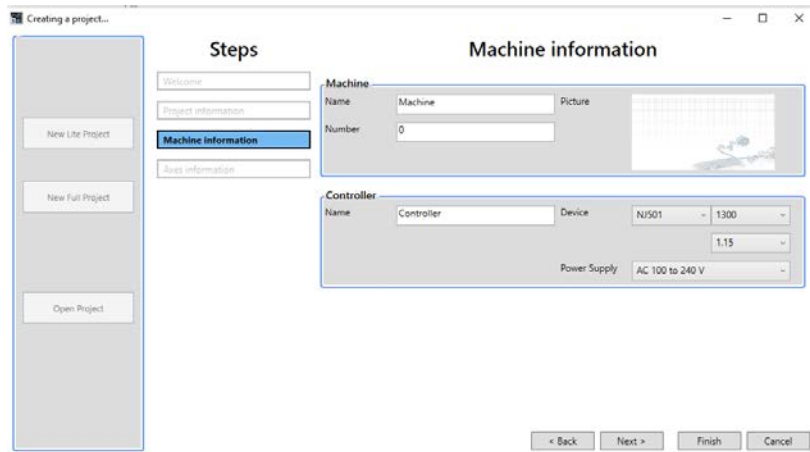 Creating a project...
New Lite Project
New Full Project
Open Project
Steps
Welcome
Project information
Machine information
Axes information
Machine information
Machine
Name Machine Picture
Number 0
Controller
Name Controller Device NJ501 1300
1.15
Power Supply AC 100 to 240 V
< Back Next > Finish Cancel